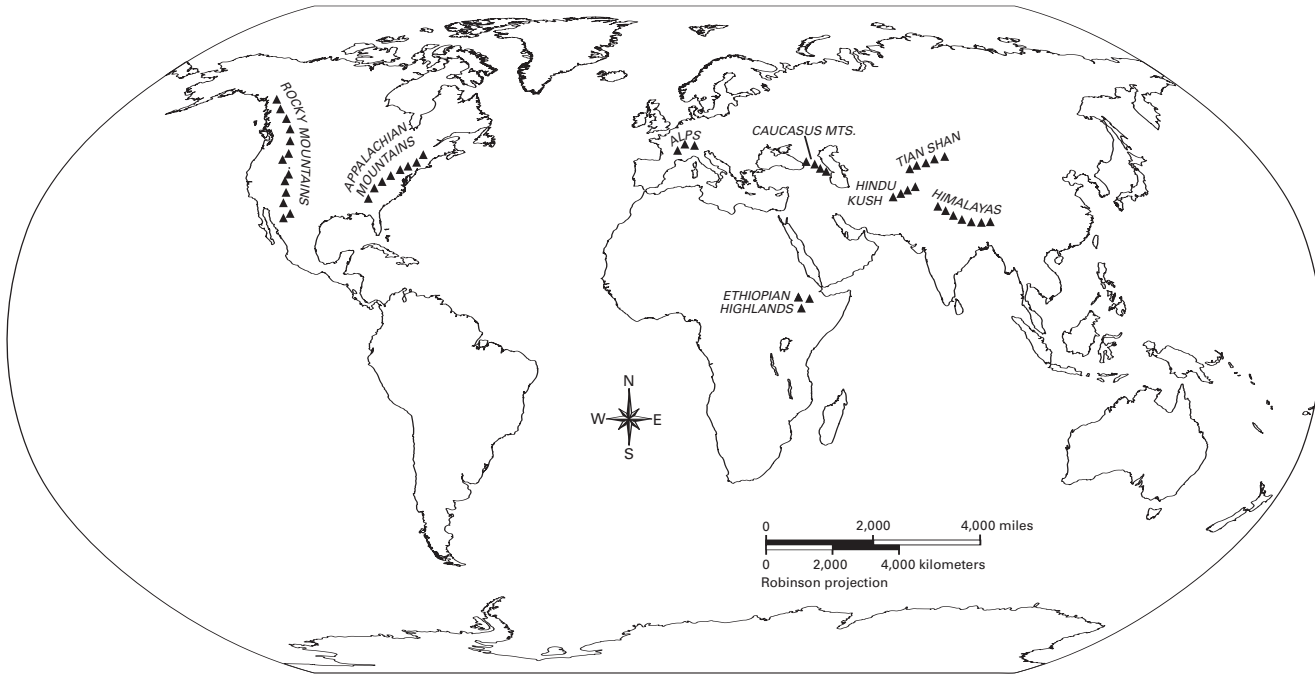 ROCKY MOUNTAINS
APPALACHIAN
MOUNTAINS
ALPS
CAUCASUS MTS.
TIAN SHAN
HINDU
KUSH
HIMALAYAS
ETHIOPIAN
HIGHLANDS
N
W E
S
0 2,000 4,000 miles
0 2,000 4,000 kilometers
Robinson projection